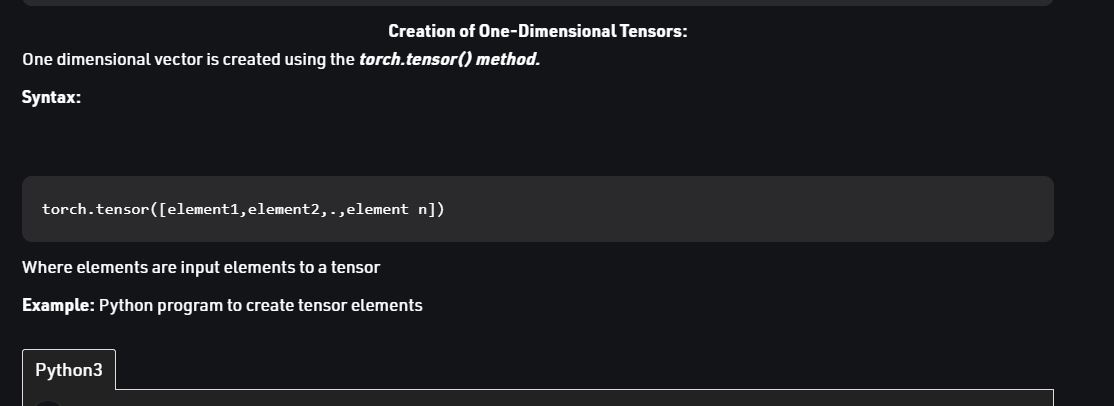 Creation of One-Dimensional Tensors:
One dimensional vector is created using the torch.tensor() method.
Syntax:
torch.tensor([element1,element2,.,element n])
Where elements are input elements to a tensor
Example: Python program to create tensor elements
Python3